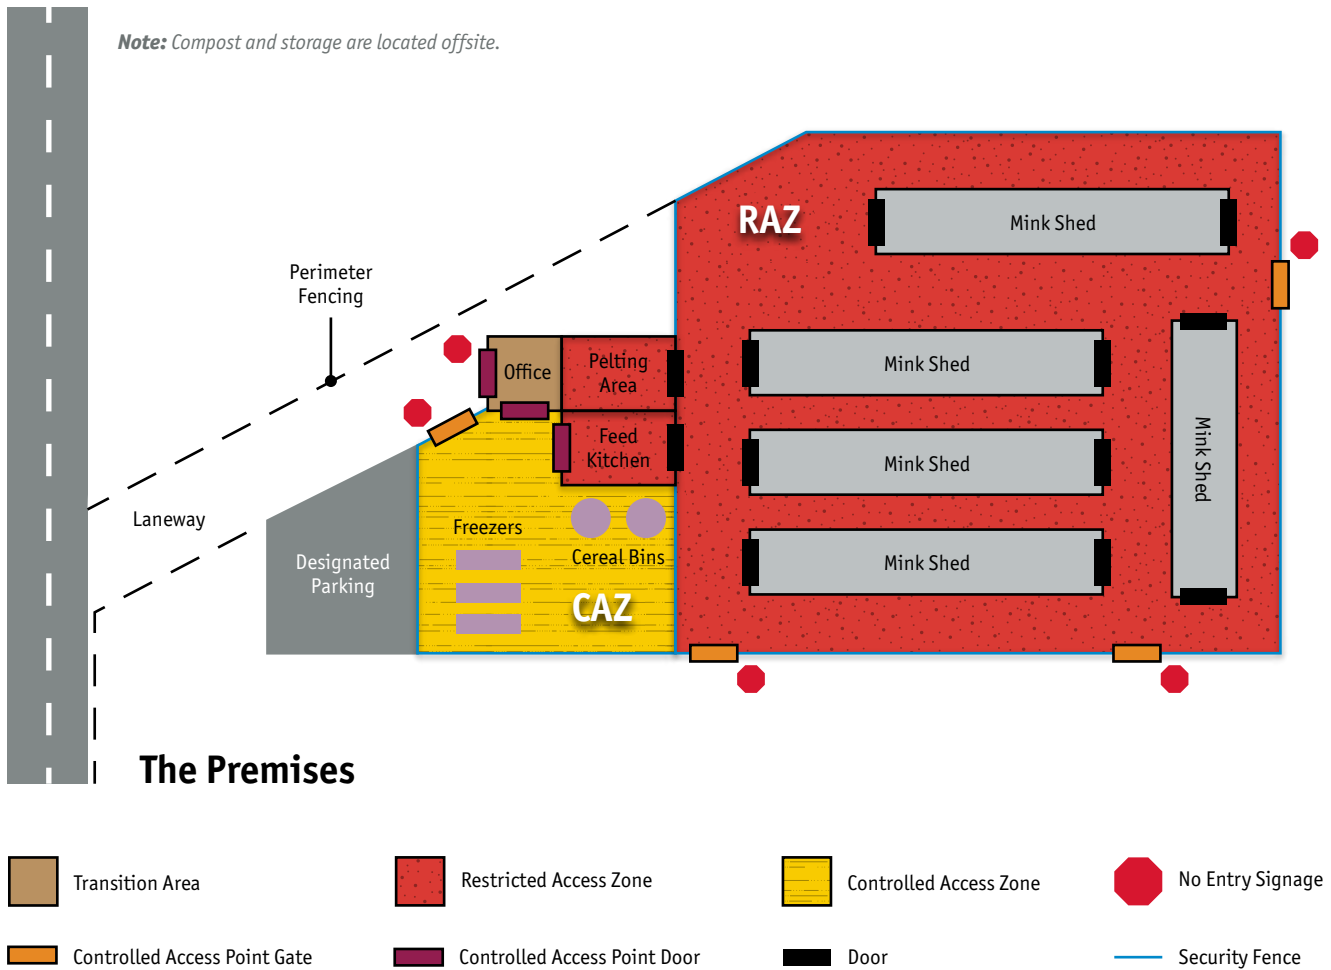 Note: Compost and storage are located offsite.
RAZ
Mink Shed
Perimeter
Fencing
Office
Pelting
Area
Mink Shed
Mink Shed
Feed
Kitchen
Mink Shed
Laneway
Freezers
Cereal Bins
Designated
Parking
Mink Shed
CAZ
The Premises
Transition Area
Restricted Access Zone
Controlled Access Zone
No Entry Signage
Controlled Access Point Gate
Controlled Access Point Door
Door
Security Fence